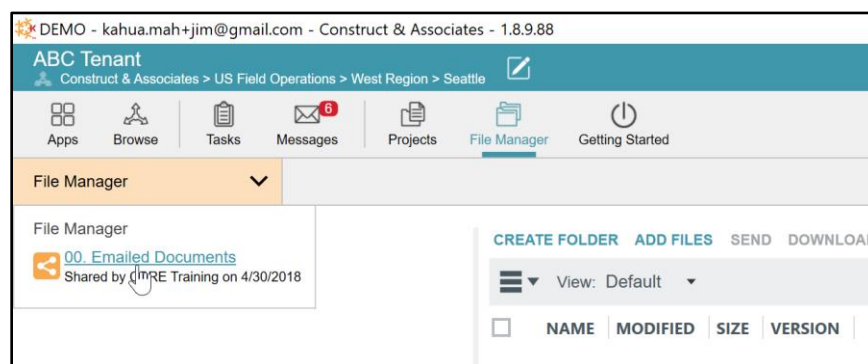 DEMO - kahua.mah+jim@gmail.com - Construct & Associates - 1.8.9.88
ABC Tenant
Construct & Associates > US Field Operations > West Region > Seattle
6
Apps Browse Tasks Messages Projects File Manager Getting Started
File Manager
File Manager
00. Emailed Documents
Shared by Training on 4/30/2018
CREATE FOLDER ADD FILES SEND
View: Default
NAME MODIFIED SIZE VERSION